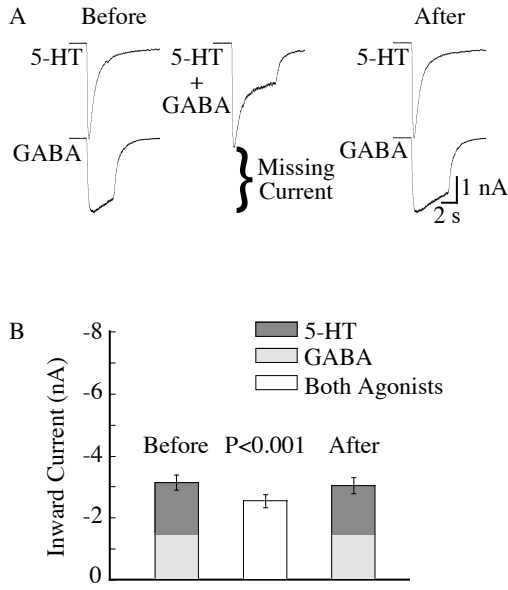 A
Before
After
5-HT
5-HT
+
GABA
5-HT
GABA
GABA
Missing
Current
1 nA
2 s
B
-8
-6
-4
-2
0
Inward Current (nA)
5-HT
GABA
Both Agonists
Before
P<0.001
After